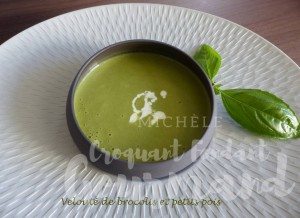 MICHÈLE
Croquant Fondant
Velouté de brocolis et petits pois